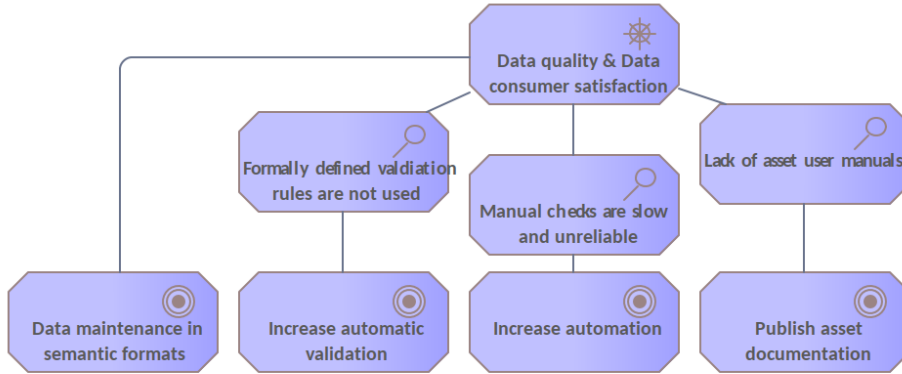 Data quality & Data
consumer satisfaction
Formally defined valdiation
rules are not used
Manual checks are slow
and unreliable
Lack of asset user manuals
Data maintenance in
semantic formats
Increase automatic
validation
Increase automation
Publish asset
documentation